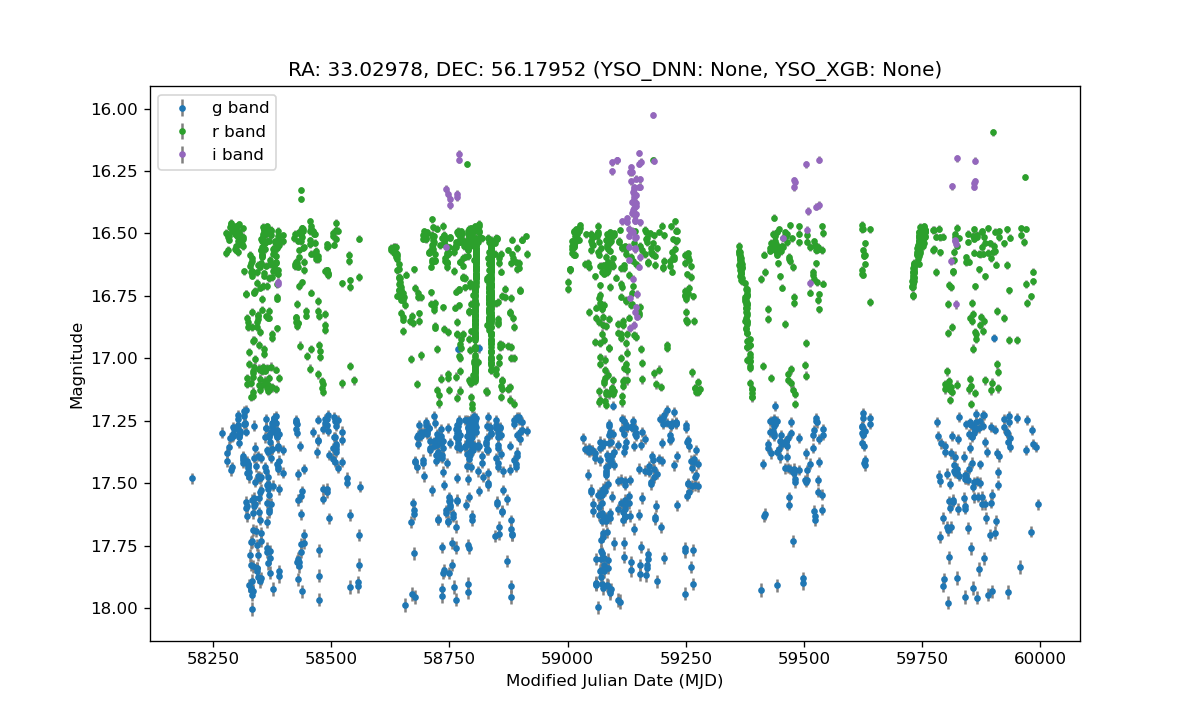 RA: 33.02978, DEC: 56.17952 (YSO_DNN: None, YSO_XGB: None)
g band
r band
i band
16.00
16.25
16.50
16.75
17.00
17.25
17.50
17.75
18.00
Magnitude
58250 58500 58750 59000 59250 59500 59750 60000
Modified Julian Date (MJD)